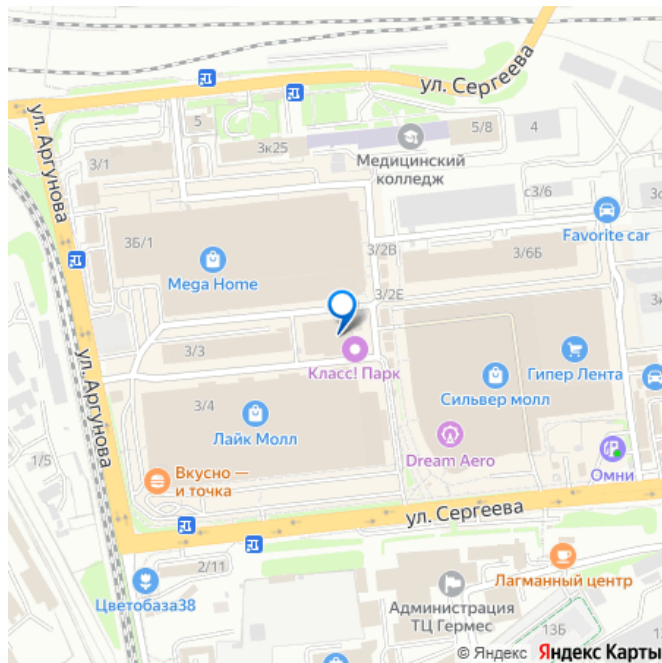 ул. Сергеева
ул. Аргунова
5
5/8
4
3к25
3/1
Медицинский
колледж
с3/6
3Б/1
3/2В
Favorite car
3/6Б
Mega Home
3/2Е
3/3
Класс! Парк
Гипер Лента
Сильвер молл
ул. Аргунова
3/4
Лайк Молл
Dream Aero
1/5
Вкусно —
и точка
Омни
ул. Сергеева
2/11
Цветобаза38
Лагманный центр
Администрация
ТЦ Гермес
13Б
© Яндекс Яндекс Карты